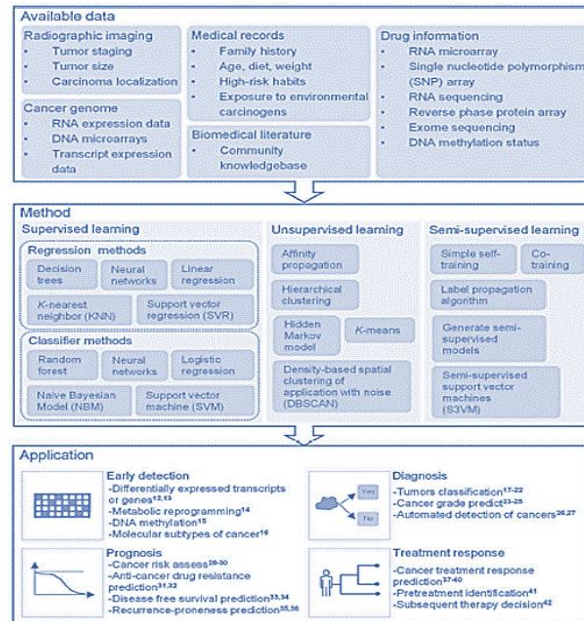 Available data
Radiographic imaging
• Tumor staging
• Tumor size
• Carcinoma localization
Cancer genome
• RNA expression data
• DNA microarrays
• Transcript expression
data
Medical records
• Family history
• Age, diet, weight
• High-risk habits
• Exposure to environmental
carcinogens
Biomedical literature
• Community
knowledgebase
Drug information
• RNA microarray
• Single nucleotide polymorphism
(SNP) array
• RNA sequencing
• Reverse phase protein array
• Exome sequencing
• DNA methylation status
Method
Supervised learning
Regression methods
Decision
trees
Neural
networks
Linear
regression
K-nearest
neighbor (KNN)
Support vector
regression (SVR)
Classifier methods
Random
forest
Neural
networks
Logistic
regression
Naive Bayesian
Model (NBM)
Support vector
machine (SVM)
Unsupervised learning
Affinity
propagation
Hierarchical
clustering
Hidden
Markov
model
K-means
Density-based spatial
clustering of
application with noise
(DBSCAN)
Semi-supervised learning
Simple self-
training
Co-
training
Label propagation
algorithm
Generate semi-
supervised
models
Semi-supervised
support vector
machines
(S3VM)
Application
Early detection
-Differentially expressed transcripts
or genes12,13
-Metabolic reprogramming14
-DNA methylation15
-Molecular subtypes of cancer16
Diagnosis
Yes
No
-Tumors classification17-22
-Cancer grade predict23-25
-Automated detection of cancers26,27
Prognosis
-Cancer risk assess28-30
-Anti-cancer drug resistance
prediction31,32
-Disease free survival prediction33,34
-Recurrence-proneness prediction35,36
Treatment response
-Cancer treatment response
prediction37-40
-Pretreatment identification41
-Subsequent therapy decision42